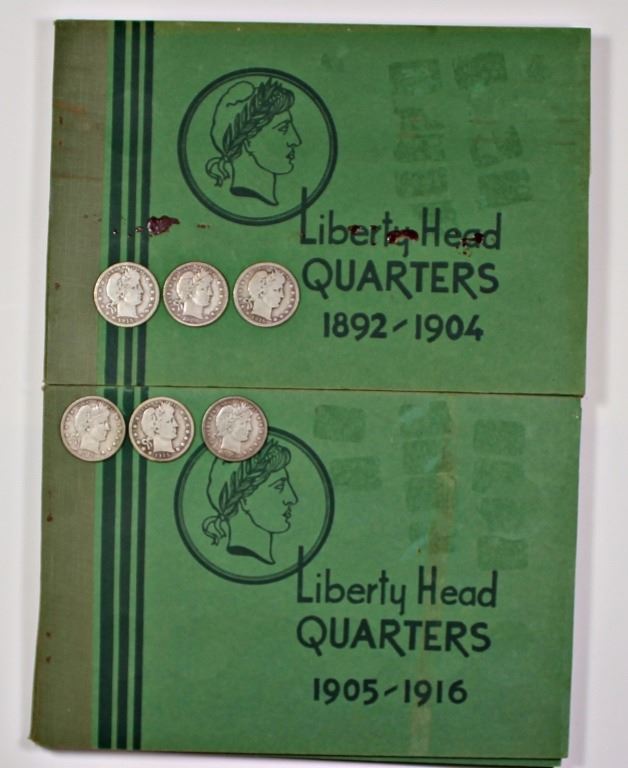 Liberty Head
QUARTERS
1892-1904
Liberty Head
QUARTERS
1905-1916